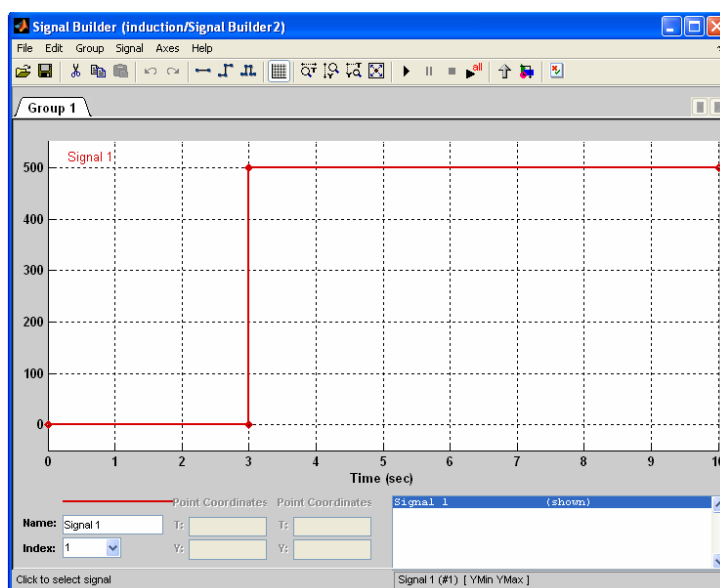 Signal Builder (induction/Signal Builder2)
File Edit Group Signal Axes Help
all
Group 1
Signal 1
500
400
300
200
100
0
0 1 2 3 4 5 6 7 8 9 10
Time (sec)
Point Coordinates Point Coordinates
Name: Signal 1 T: T:
Index: 1 Y: Y:
Signal 1 (shown)
Click to select signal
Signal 1 (#1) [ YMin YMax ]